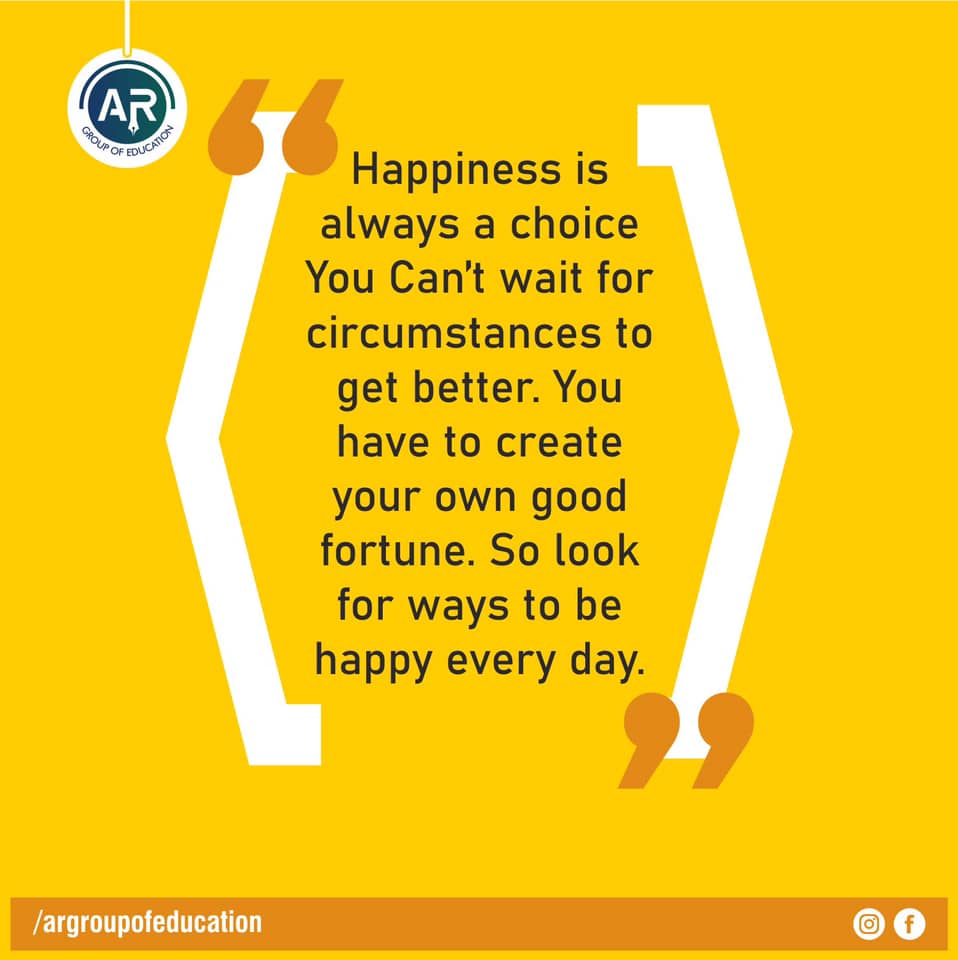 AR
GROUP OF EDUCATION
Happiness is
always a choice
You Can't wait for
circumstances to
get better. You
have to create
your own good
fortune. So look
for ways to be
happy every day.
/argroupofeducation